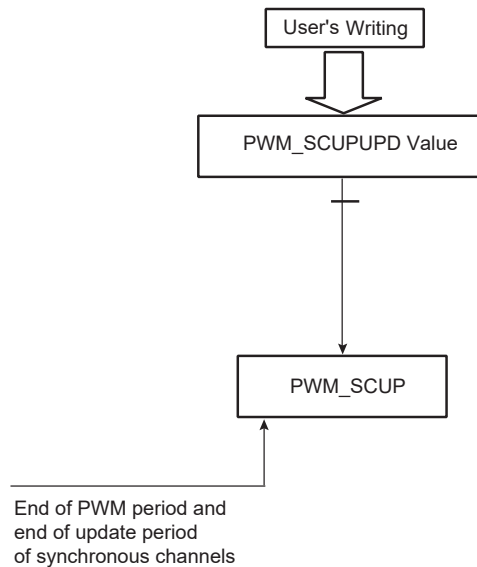 User's Writing
PWM_SCUPUPD Value
PWM_SCUP
End of PWM period and
end of update period
of synchronous channels